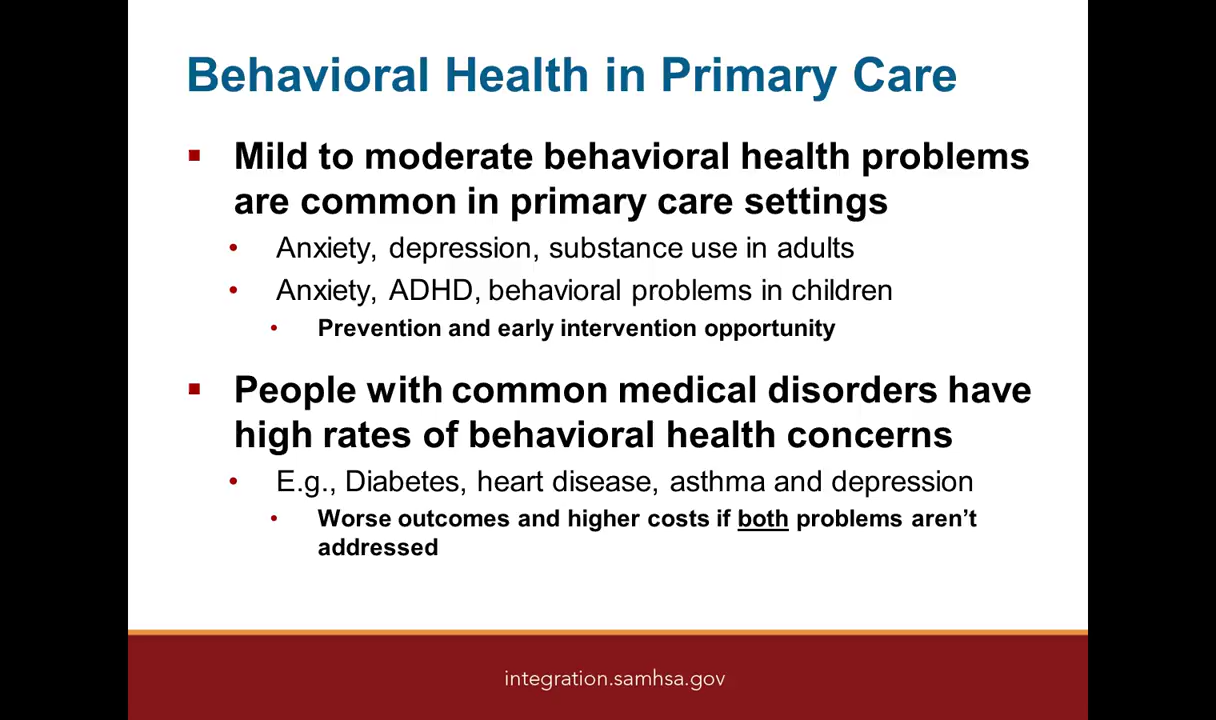 Behavioral Health in Primary Care
▪ Mild to moderate behavioral health problems
are common in primary care settings
• Anxiety, depression, substance use in adults
• Anxiety, ADHD, behavioral problems in children
• Prevention and early intervention opportunity
▪ People with common medical disorders have
high rates of behavioral health concerns
• E.g., Diabetes, heart disease, asthma and depression
• Worse outcomes and higher costs if both problems aren’t
addressed
integration.samhsa.gov